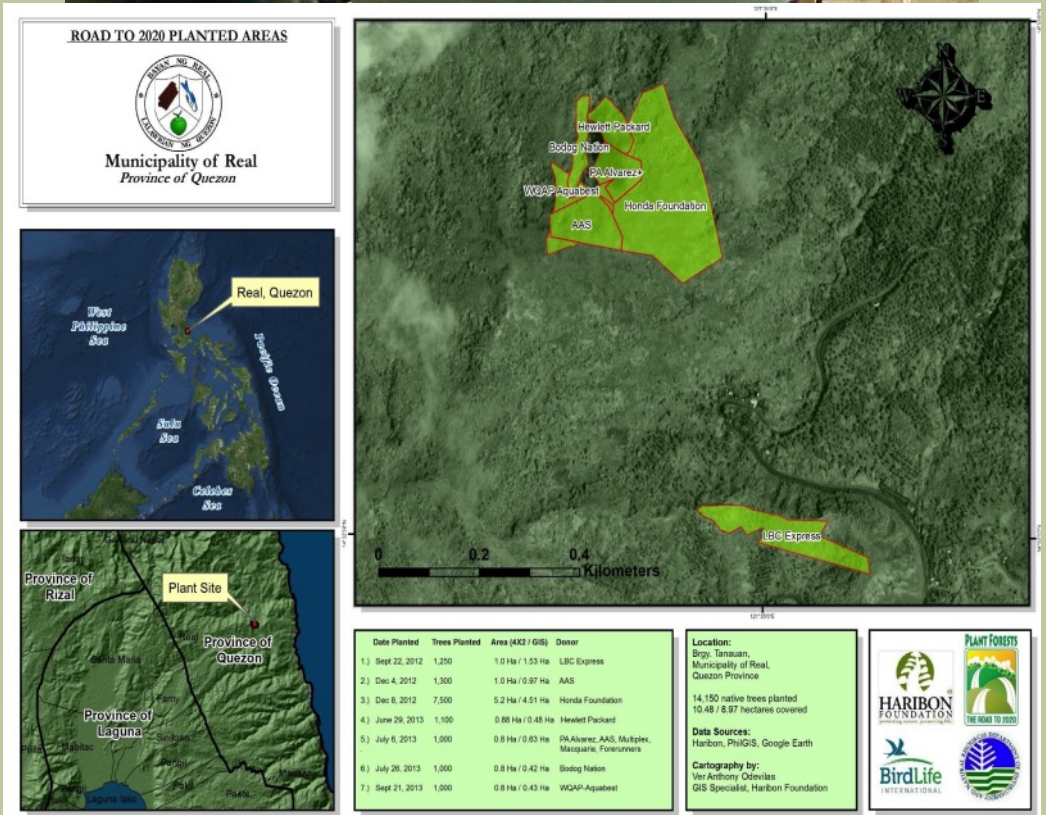 ROAD TO 2020 PLANTED AREAS
BAYAN NG REAL
LALAWIGAN NG QUEZON
Municipality of Real
Province of Quezon
West
Philippine
Sea
Real, Quezon
Pacific Ocean
Sulu
Sea
Celebes
Sea
Province of
Rizal
Plant Site
Real
Province of
Quezon
Santa Maria
Famy
Province of
Laguna
Mabitac
Siniloan
Pangil
Pakil
Paete
Laguna lake
N
E
Hewlett Packard
Bodog Nation
PA Alvarez+
WQAP Aquabest
Honda Foundation
AAS
LBC Express
0 0.2 0.4
Kilometers
Date Planted Trees Planted Area (4X2 / GIS) Donor
1.) Sept 22, 2012 1,250 1.0 Ha / 1.53 Ha LBC Express
2.) Dec 4, 2012 1,300 1.0 Ha / 0.97 Ha AAS
3.) Dec 8, 2012 7,500 5.2 Ha / 4.51 Ha Honda Foundation
4.) June 29, 2013 1,100 0.88 Ha / 0.48 Ha Hewlett Packard
5.) July 6, 2013 1,000 0.8 Ha / 0.63 Ha PA Alvarez, AAS, Multiplex,
Macquarie, Forerunners
6.) July 26, 2013 1,000 0.8 Ha / 0.42 Ha Bodog Nation
7.) Sept 21, 2013 1,000 0.8 Ha / 0.43 Ha WQAP-Aquabest
Location:
Brgy. Tanauan,
Municipality of Real,
Quezon Province
14,150 native trees planted
10.48 / 8.97 hectares covered
Data Sources:
Haribon, PhilGIS, Google Earth
Cartography by:
Ver Anthony Odevilas
GIS Specialist, Haribon Foundation
HARIBON
FOUNDATION
PLANT FORESTS
THE ROAD TO 2020
BirdLife
INTERNATIONAL